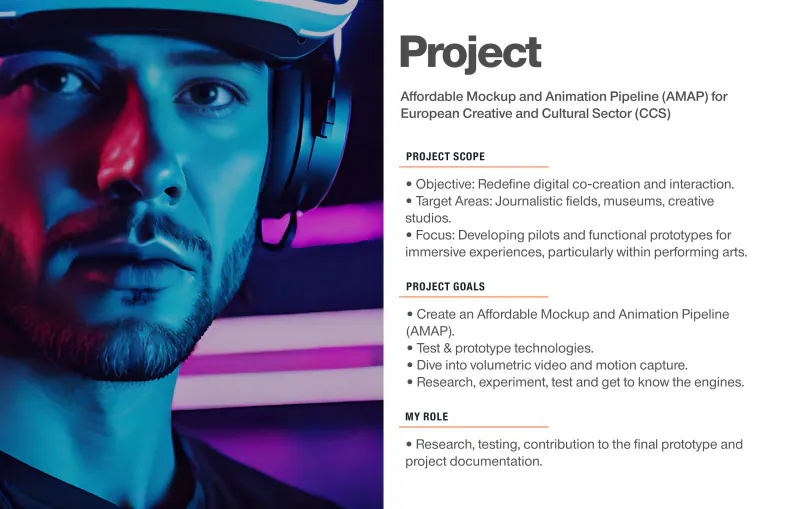 Project
Affordable Mockup and Animation Pipeline (AMAP) for
European Creative and Cultural Sector (CCS)
PROJECT SCOPE
• Objective: Redefine digital co-creation and interaction.
• Target Areas: Journalistic fields, museums, creative
studios.
• Focus: Developing pilots and functional prototypes for
immersive experiences, particularly within performing arts.
PROJECT GOALS
• Create an Affordable Mockup and Animation Pipeline
(AMAP).
• Test & prototype technologies.
• Dive into volumetric video and motion capture.
• Research, experiment, test and get to know the engines.
MY ROLE
• Research, testing, contribution to the final prototype and
project documentation.